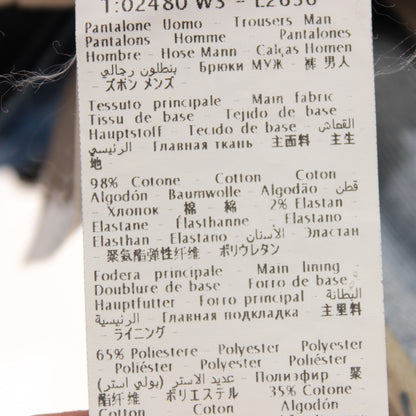 T:02480 W3 - L2636
Pantalone Uomo - Trousers Man
Pantalons Homme - Pantalones
Hombre - Hose Mann - Calças Homen
- بنطلون رجالي - Брюки МУЖ - 裤 男人
- ズボン メンズ
Tessuto principale - Main fabric
Tissu de base - Tejido de base
Hauptstoff - Tecido de base - القماش
الرئيسي - Главная ткань - 主面料 - 主生
地
98% Cotone - Cotton - Coton
Algodón - Baumwolle - Algodão - قطن
- Хлопок - 棉 - 綿 - 2% Elastan -
Elastane - Élasthanne - Elastano -
Elasthan - Elastano - الأستان - Эластан
- 聚氨酯弹性纤维 - ポリウレタン
Fodera principale - Main lining
Doublure de base - Forro de base
Hauptfutter - Forro principal - البطانة
الرئيسية - Главная подкладка - 主里料
- ライニング -
65% Poliestere - Polyester - Polyester
- Poliéster - Polyester - Poliéster -
عديد الاستر (بولي استر) - Полиэфир - 聚
酯纤维 - ポリエステル - 35% Cotone -
Cotton - Coton - Algodón